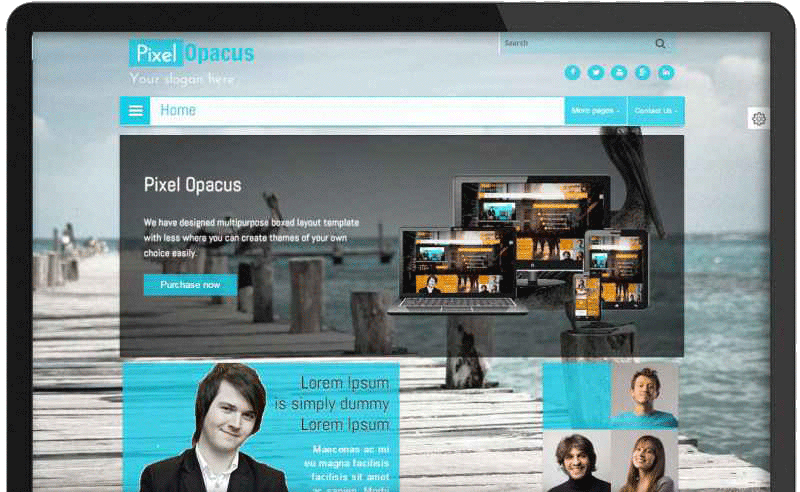 Pixel Opacus
Your slogan here
Search
Home
More pages
Contact Us
Pixel Opacus
We have designed multipurpose boxed layout template
with less where you can create themes of your own
choice easily.
Purchase now
Lorem Ipsum
is simply dummy
Lorem Ipsum
Maecenas ac mi
eu magna facilisis
facilisis sit amet
ac sapien. Morbi